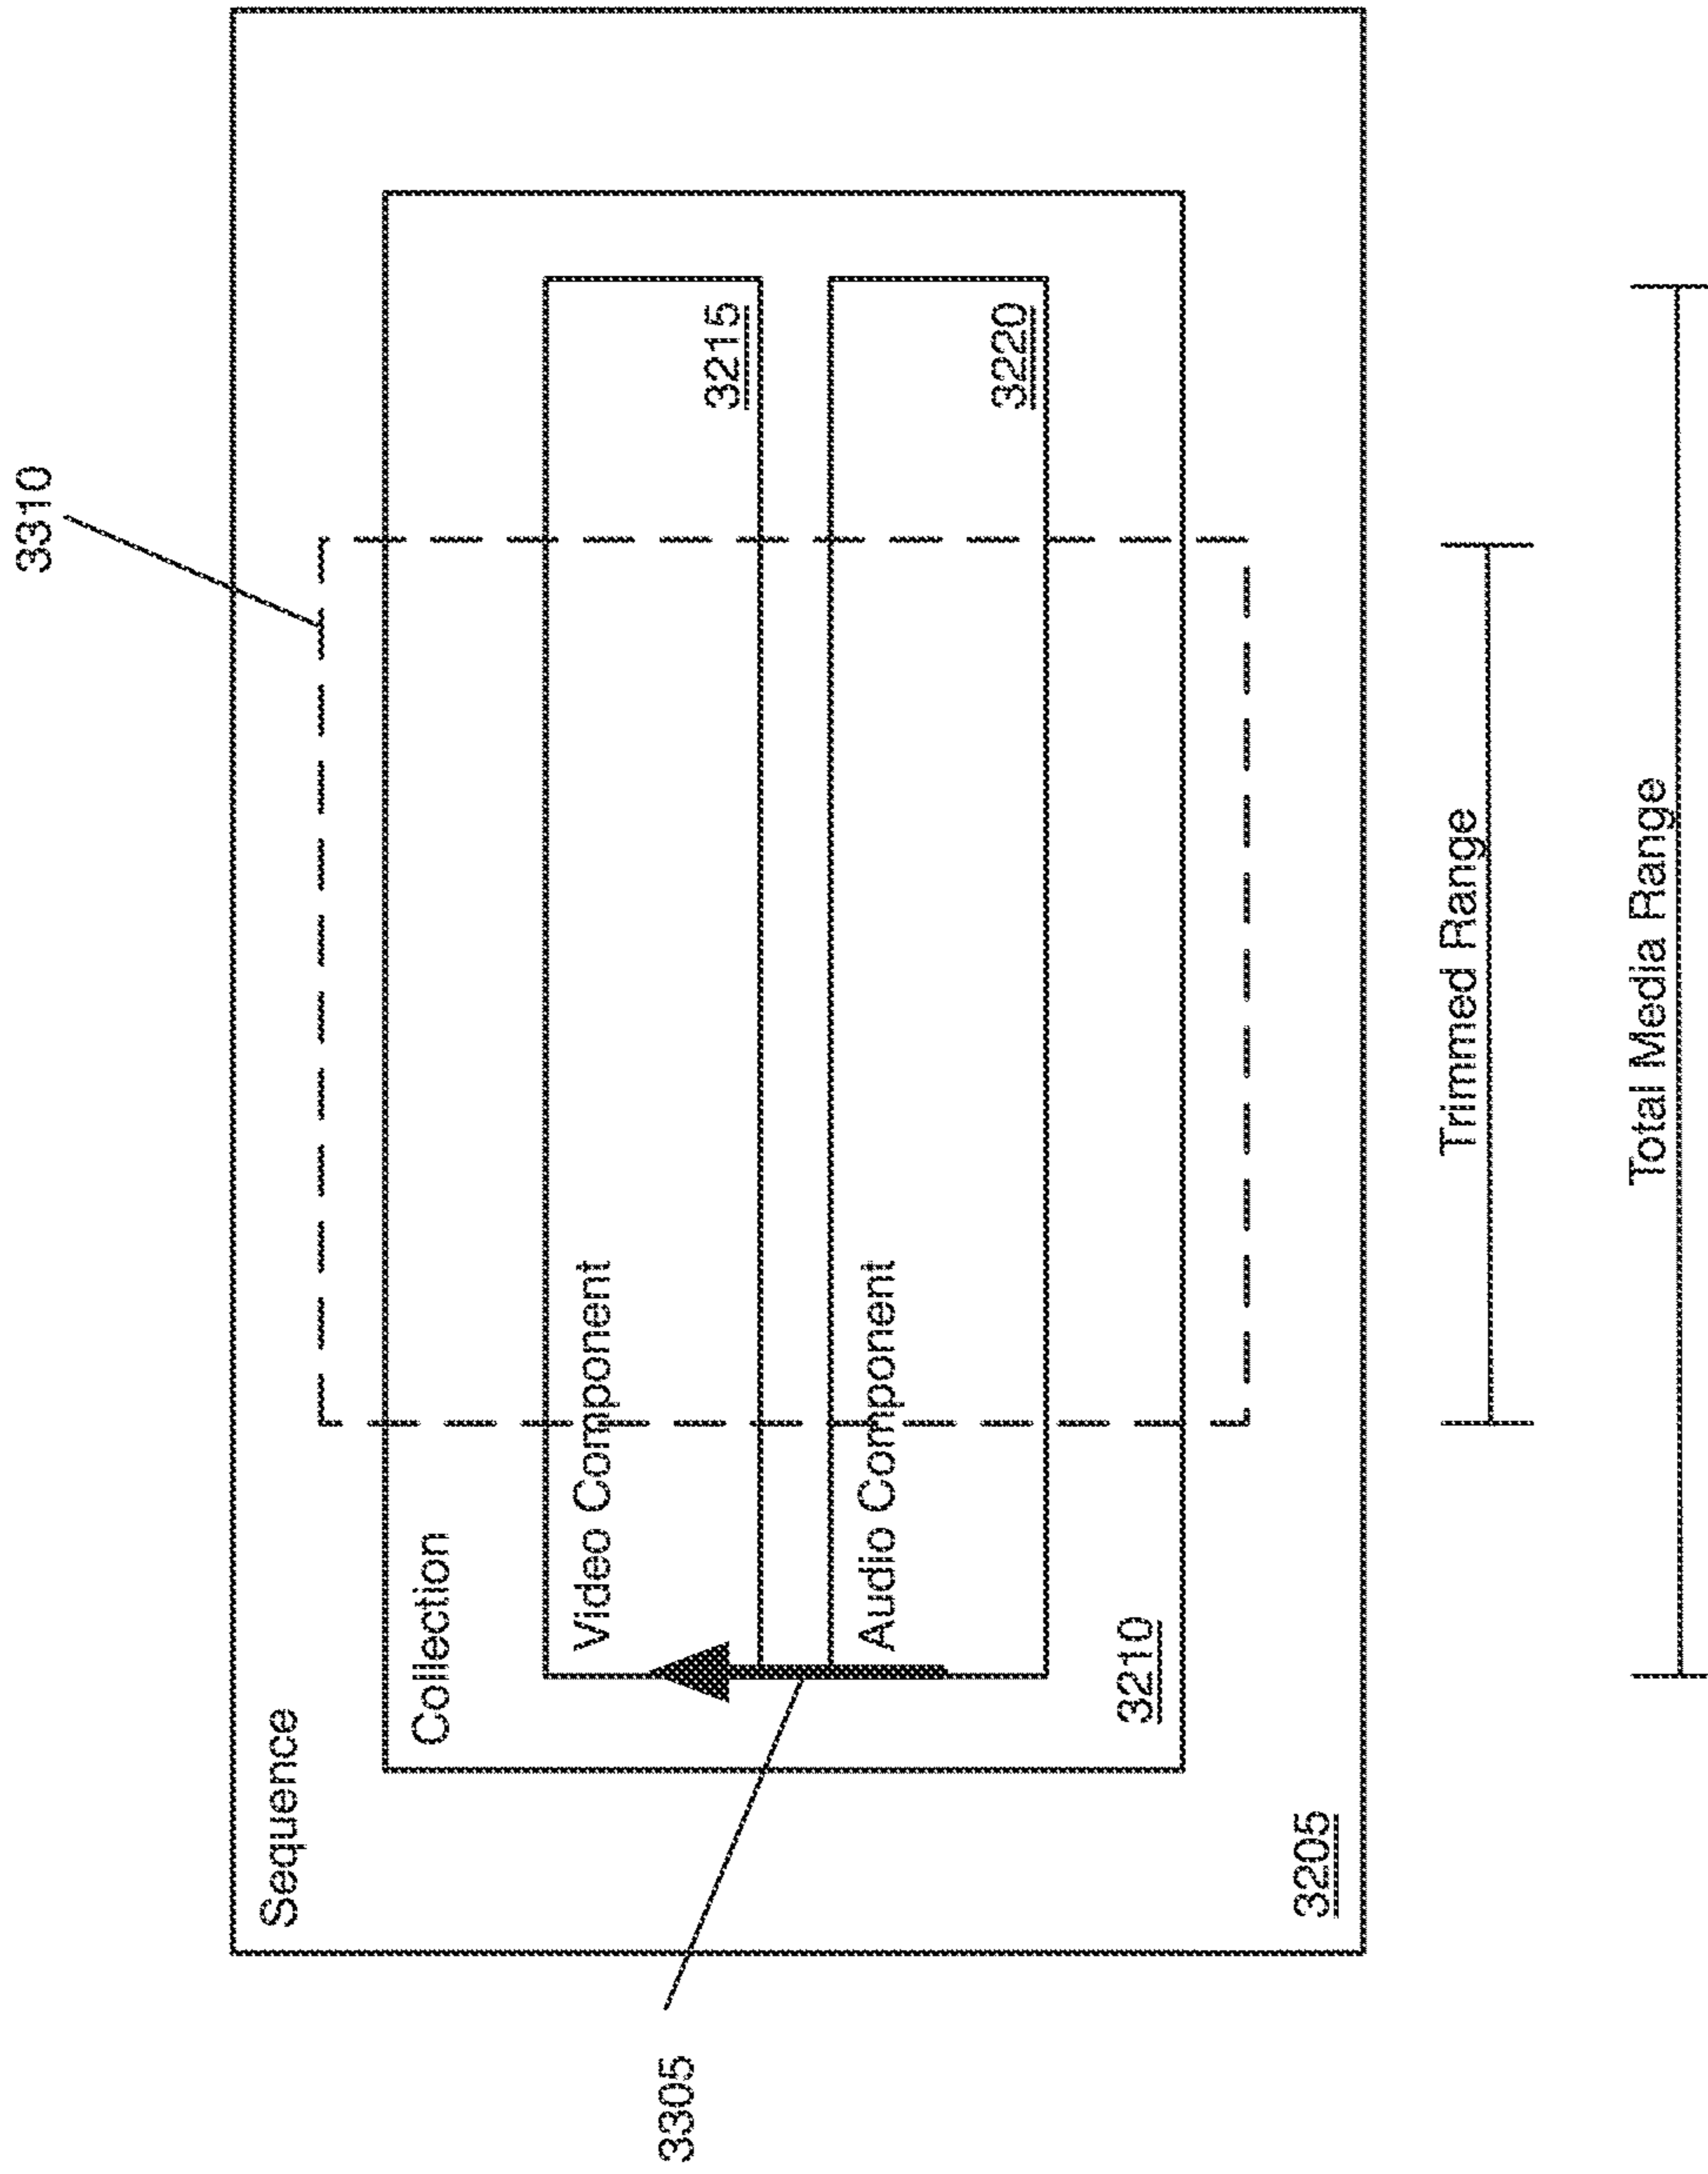 3310
Sequence
Collection
Video Component
3215
Audio Component
3220
3210
3205
3305
Trimmed Range
Total Media Range